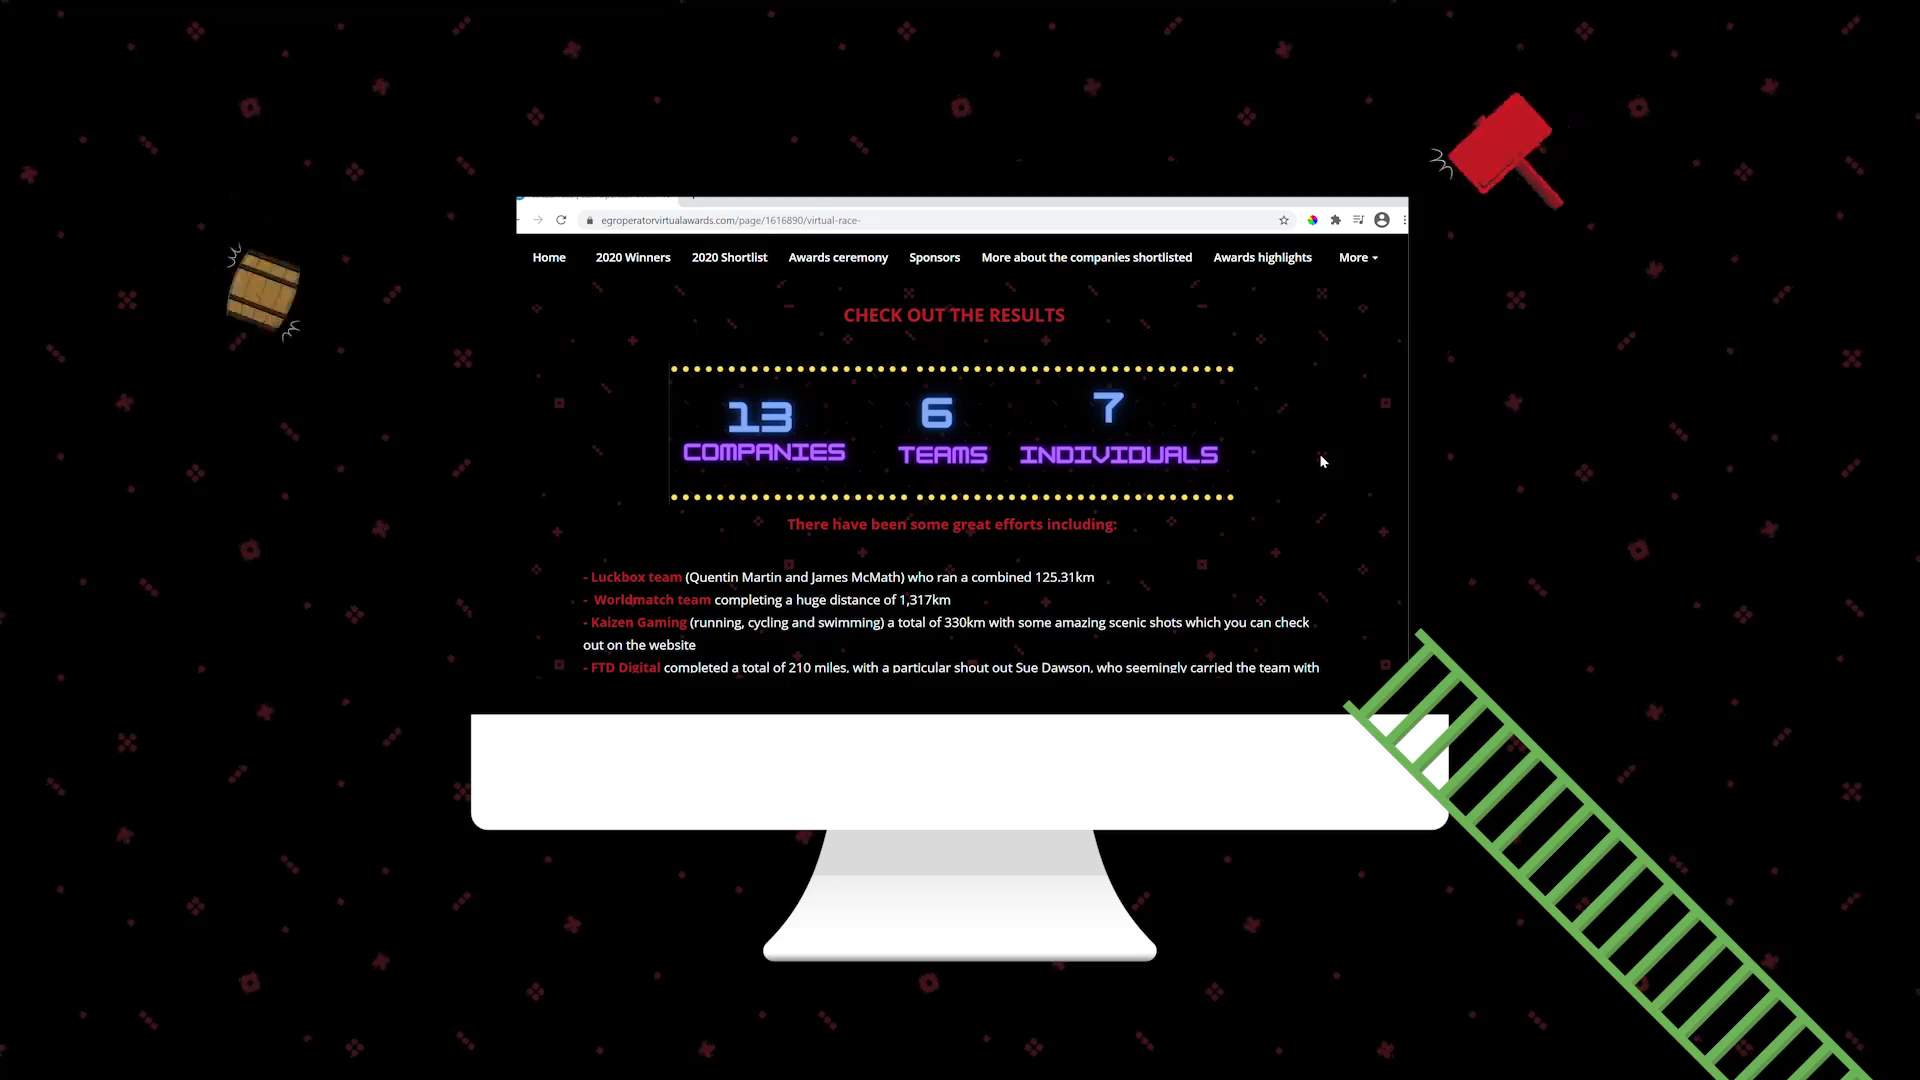 egroperatorvirtualawards.com/page/1616890/virtual-race-
Home 2020 Winners 2020 Shortlist Awards ceremony Sponsors More about the companies shortlisted Awards highlights More
CHECK OUT THE RESULTS
13 6 7
COMPANIES TEAMS INDIVIDUALS
There have been some great efforts including:
- Luckbox team (Quentin Martin and James McMath) who ran a combined 125.31km
- Worldmatch team completing a huge distance of 1,317km
- Kaizen Gaming (running, cycling and swimming) a total of 330km with some amazing scenic shots which you can check
out on the website
- FTD Digital completed a total of 210 miles, with a particular shout out Sue Dawson, who seemingly carried the team with